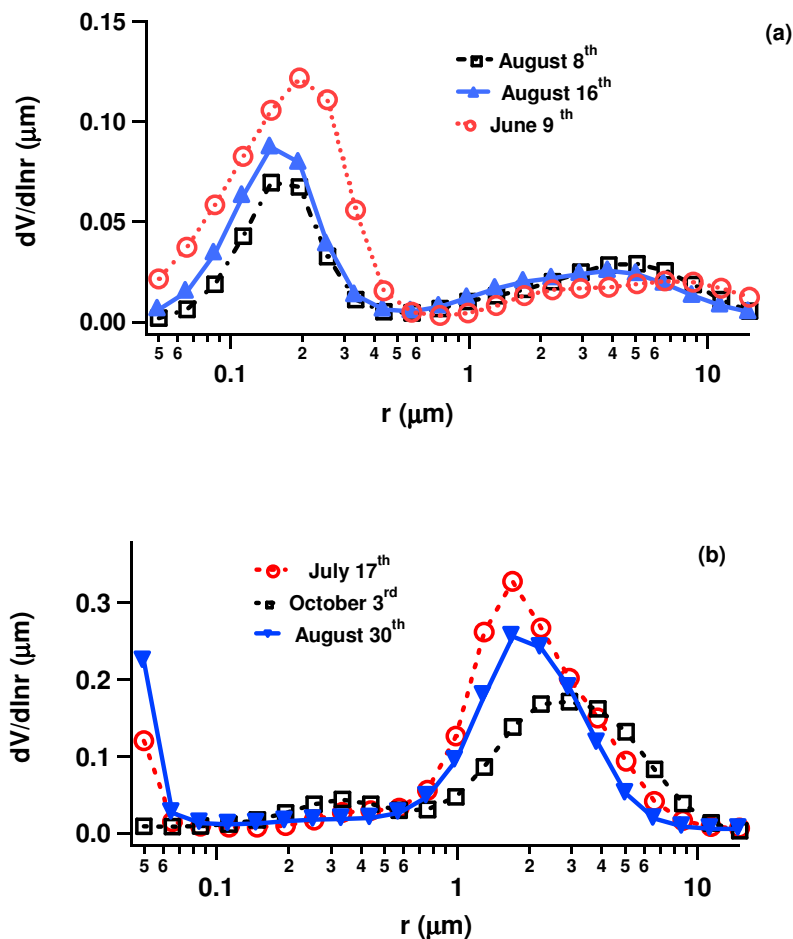 (a)
0.15
0.10
0.05
0.00
dV/dlnr (μm)
August 8th
August 16th
June 9 th
5 6 2 3 4 5 6 2 3 4 5 6
0.1 1 10
r (μm)
(b)
0.3
0.2
0.1
0.0
dV/dlnr (μm)
July 17th
October 3rd
August 30th
5 6 2 3 4 5 6 2 3 4 5 6
0.1 1 10
r (μm)